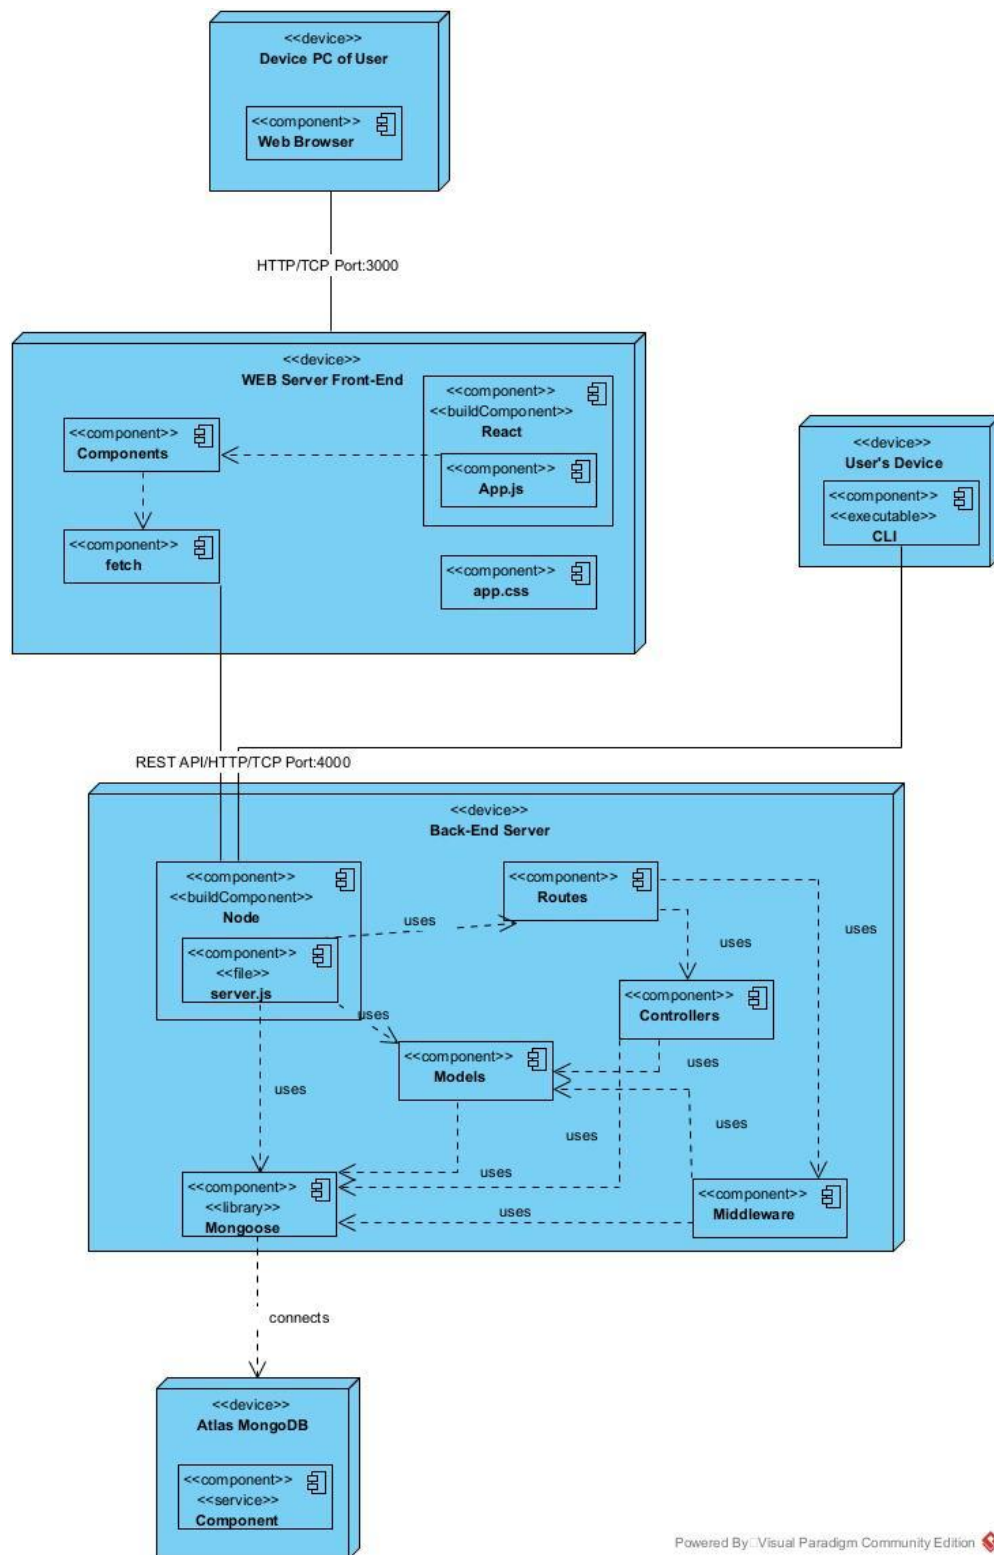 <<device>>
Device PC of User
<<component>>
Web Browser
HTTP/TCP Port:3000
<<device>>
WEB Server Front-End
<<component>>
<<buildComponent>>
React
<<component>>
App.js
<<component>>
Components
<<component>>
fetch
<<component>>
app.css
<<device>>
User's Device
<<component>>
<<executable>>
CLI
REST API/HTTP/TCP Port:4000
<<device>>
Back-End Server
<<component>>
<<buildComponent>>
Node
<<component>>
<<file>>
server.js
uses
<<component>>
Routes
uses
uses
<<component>>
Controllers
uses
<<component>>
Models
uses
uses
uses
uses
uses
<<component>>
<<library>>
Mongoose
uses
<<component>>
Middleware
connects
<<device>>
Atlas MongoDB
<<component>>
<<service>>
Component
Powered By Visual Paradigm Community Edition